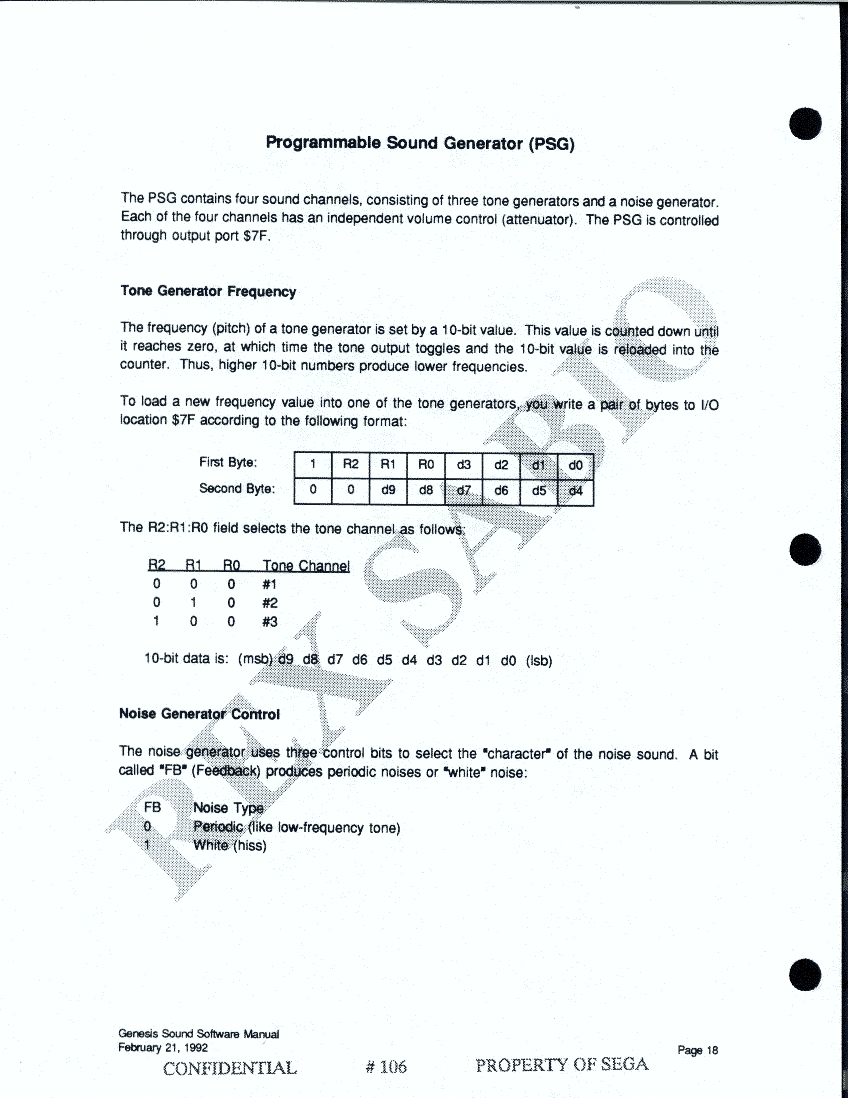 Programmable Sound Generator (PSG)
The PSG contains four sound channels, consisting of three tone generators and a noise generator.
Each of the four channels has an independent volume control (attenuator). The PSG is controlled
through output port $7F.
Tone Generator Frequency
The frequency (pitch) of a tone generator is set by a 10-bit value. This value is counted down until
it reaches zero, at which time the tone output toggles and the 10-bit value is reloaded into the
counter. Thus, higher 10-bit numbers produce lower frequencies.
To load a new frequency value into one of the tone generators, you write a pair of bytes to I/O
location $7F according to the following format:
First Byte: 1 R2 R1 R0 d3 d2 d1 d0
Second Byte: 0 0 d9 d8 d7 d6 d5 d4
The R2:R1:R0 field selects the tone channel as follows:
R2 R1 R0 Tone Channel
0 0 0 #1
0 1 0 #2
1 0 0 #3
10-bit data is: (msb) d9 d8 d7 d6 d5 d4 d3 d2 d1 d0 (lsb)
Noise Generator Control
The noise generator uses three control bits to select the "character" of the noise sound. A bit
called "FB" (Feedback) produces periodic noises or "white" noise:
FB Noise Type
0 Periodic (like low-frequency tone)
1 White (hiss)
REX SABIO
Genesis Sound Software Manual
February 21, 1992
Page 18
CONFIDENTIAL # 106 PROPERTY OF SEGA